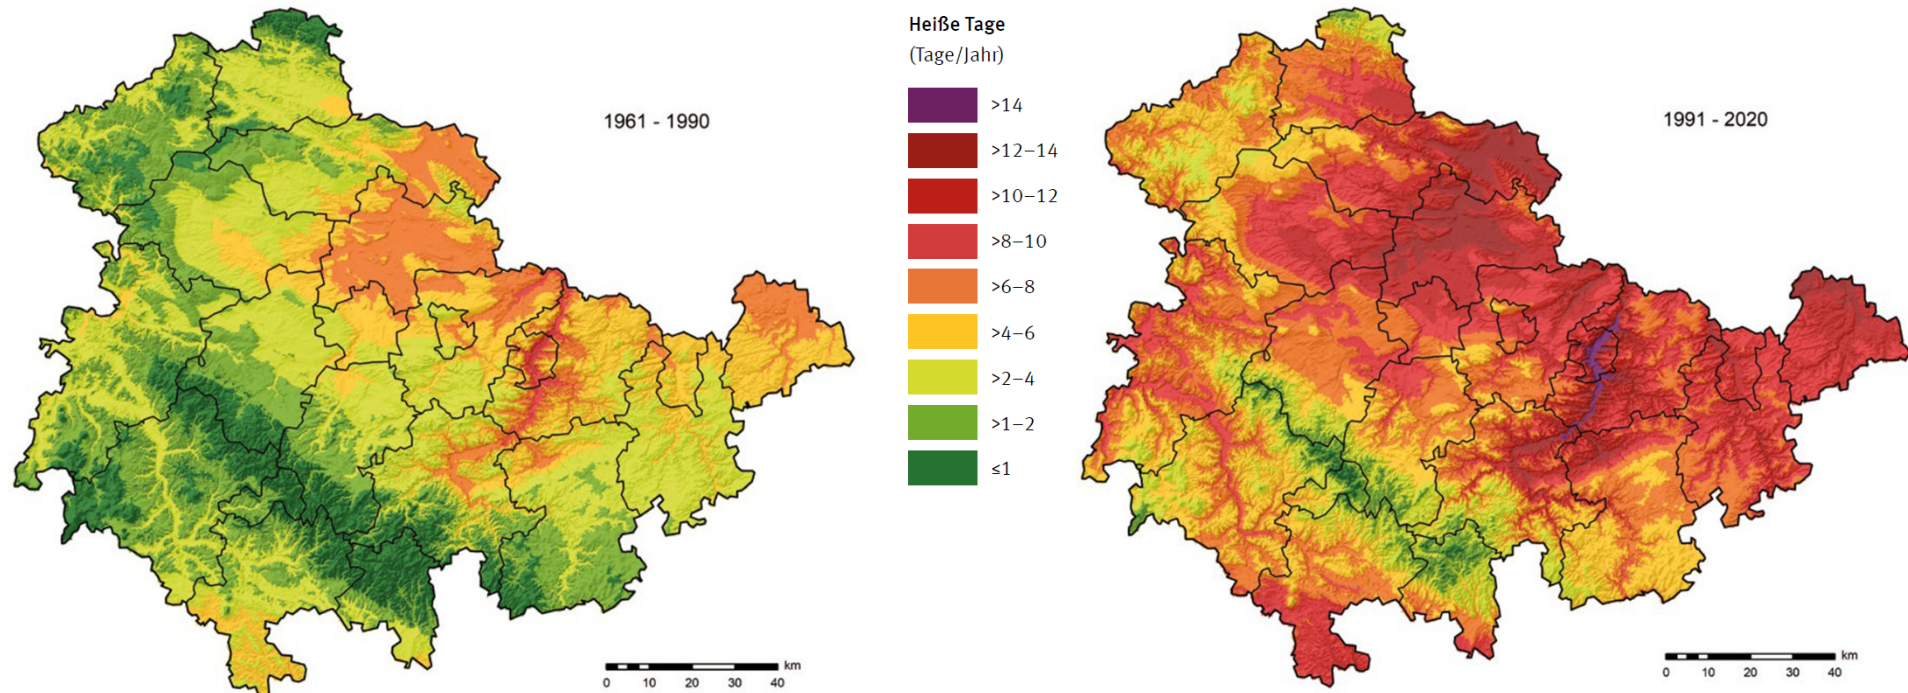 1961 - 1990
km
0 10 20 30 40
Heiße Tage
(Tage/Jahr)
>14
>12–14
>10–12
>8–10
>6–8
>4–6
>2–4
>1–2
≤1
1991 - 2020
km
0 10 20 30 40